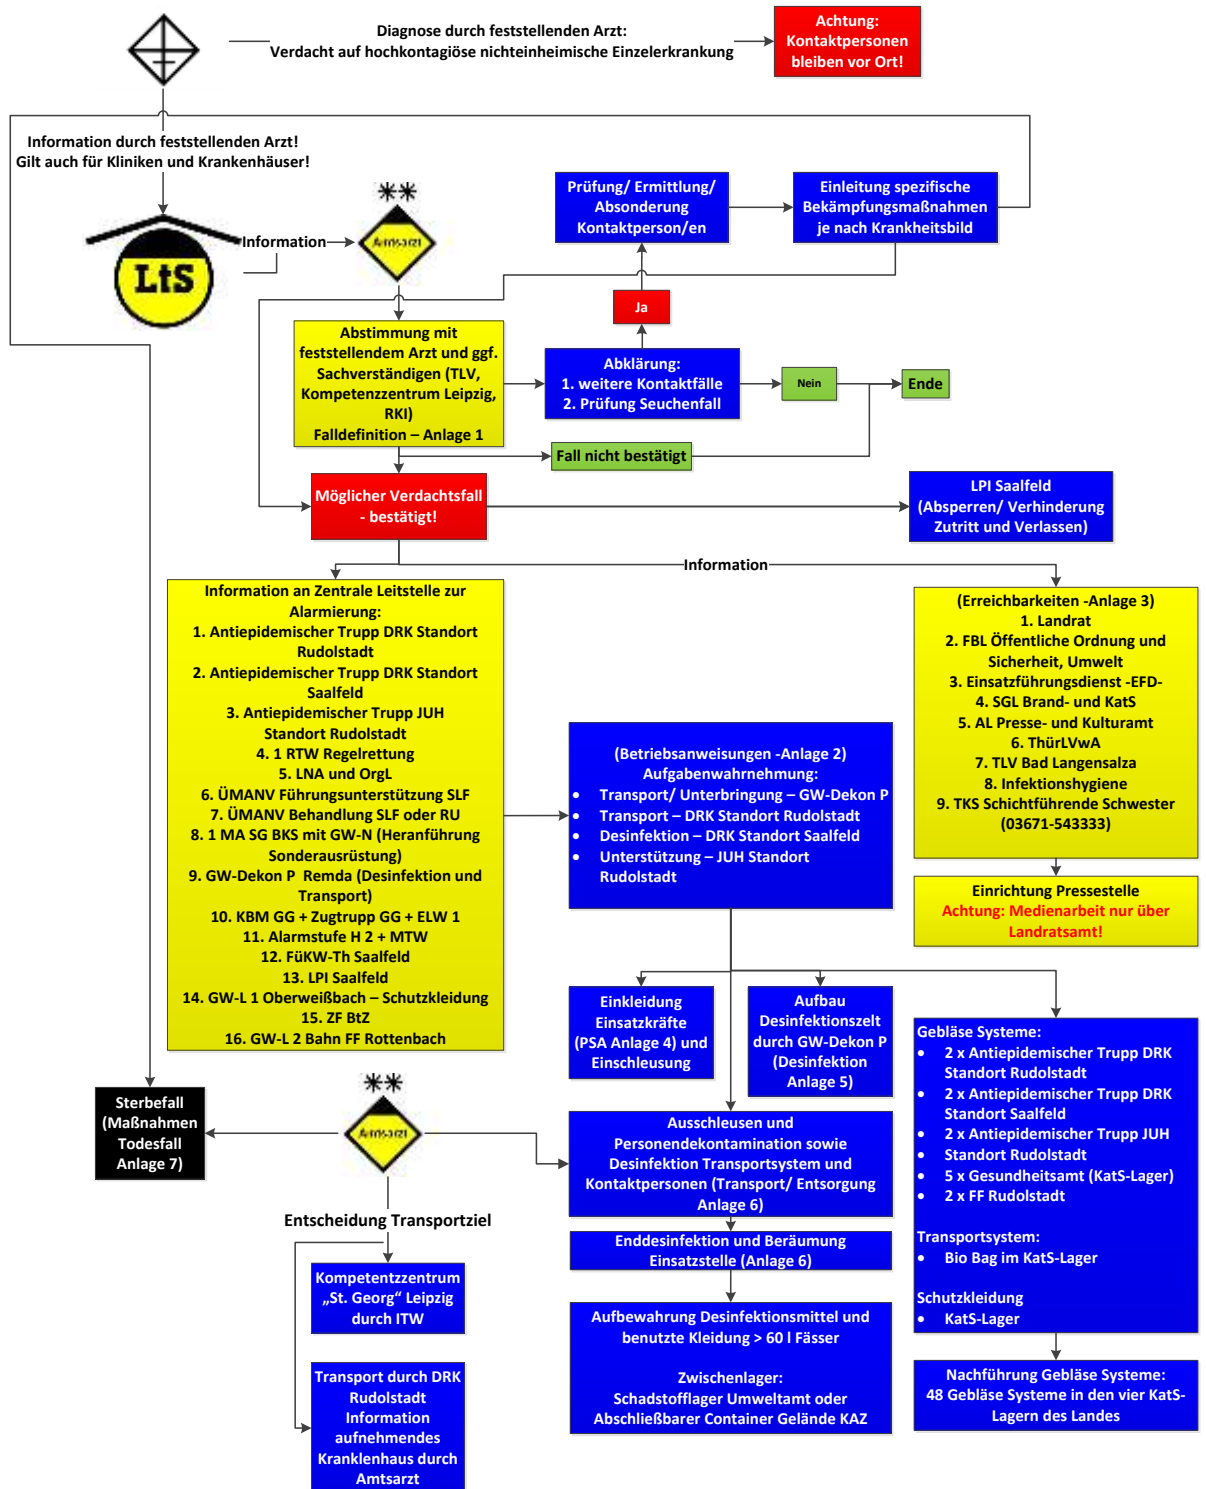 Diagnose durch feststellenden Arzt:
Verdacht auf hochkontagiöse nichteinheimische Einzelerkrankung
Achtung:
Kontaktpersonen
bleiben vor Ort!
Information durch feststellenden Arzt!
Gilt auch für Kliniken und Krankenhäuser!
LtS
Information
**
Amtsarzt
Prüfung/ Ermittlung/
Absonderung
Kontaktperson/en
Einleitung spezifische
Bekämpfungsmaßnahmen
je nach Krankheitsbild
Ja
Abstimmung mit
feststellendem Arzt und ggf.
Sachverständigen (TLV,
Kompetenzzentrum Leipzig,
RKI)
Falldefinition – Anlage 1
Abklärung:
1. weitere Kontaktfälle
2. Prüfung Seuchenfall
Nein
Ende
Fall nicht bestätigt
Möglicher Verdachtsfall
- bestätigt!
LPI Saalfeld
(Absperren/ Verhinderung
Zutritt und Verlassen)
Information
Information an Zentrale Leitstelle zur
Alarmierung:
1. Antiepidemischer Trupp DRK Standort
Rudolstadt
2. Antiepidemischer Trupp DRK Standort
Saalfeld
3. Antiepidemischer Trupp JUH
Standort Rudolstadt
4. 1 RTW Regelrettung
5. LNA und OrgL
6. ÜMANV Führungsunterstützung SLF
7. ÜMANV Behandlung SLF oder RU
8. 1 MA SG BKS mit GW-N (Heranführung
Sonderausrüstung)
9. GW-Dekon P Remda (Desinfektion und
Transport)
10. KBM GG + Zugtrupp GG + ELW 1
11. Alarmstufe H 2 + MTW
12. FüKW-Th Saalfeld
13. LPI Saalfeld
14. GW-L 1 Oberweißbach – Schutzkleidung
15. ZF BtZ
16. GW-L 2 Bahn FF Rottenbach
(Betriebsanweisungen -Anlage 2)
Aufgabenwahrnehmung:
• Transport/ Unterbringung – GW-Dekon P
• Transport – DRK Standort Rudolstadt
• Desinfektion – DRK Standort Saalfeld
• Unterstützung – JUH Standort
Rudolstadt
(Erreichbarkeiten -Anlage 3)
1. Landrat
2. FBL Öffentliche Ordnung und
Sicherheit, Umwelt
3. Einsatzführungsdienst -EFD-
4. SGL Brand- und KatS
5. AL Presse- und Kulturamt
6. ThürLVwA
7. TLV Bad Langensalza
8. Infektionshygiene
9. TKS Schichtführende Schwester
(03671-543333)
Einrichtung Pressestelle
Achtung: Medienarbeit nur über
Landratsamt!
Einkleidung
Einsatzkräfte
(PSA Anlage 4) und
Einschleusung
Aufbau
Desinfektionszelt
durch GW-Dekon P
(Desinfektion
Anlage 5)
Gebläse Systeme:
• 2 x Antiepidemischer Trupp DRK
Standort Rudolstadt
• 2 x Antiepidemischer Trupp DRK
Standort Saalfeld
• 2 x Antiepidemischer Trupp JUH
• Standort Rudolstadt
• 5 x Gesundheitsamt (KatS-Lager)
• 2 x FF Rudolstadt
Transportsystem:
• Bio Bag im KatS-Lager
Schutzkleidung
• KatS-Lager
Sterbefall
(Maßnahmen
Todesfall
Anlage 7)
**
Amtsarzt
Ausschleusen und
Personendekontamination sowie
Desinfektion Transportsystem und
Kontaktpersonen (Transport/ Entsorgung
Anlage 6)
Entscheidung Transportziel
Enddesinfektion und Beräumung
Einsatzstelle (Anlage 6)
Kompetentzzentrum
„St. Georg“ Leipzig
durch ITW
Aufbewahrung Desinfektionsmittel und
benutzte Kleidung > 60 l Fässer
Zwischenlager:
Schadstofflager Umweltamt oder
Abschließbarer Container Gelände KAZ
Nachführung Gebläse Systeme:
48 Gebläse Systeme in den vier KatS-
Lagern des Landes
Transport durch DRK
Rudolstadt
Information
aufnehmendes
Kranklenhaus durch
Amtsarzt